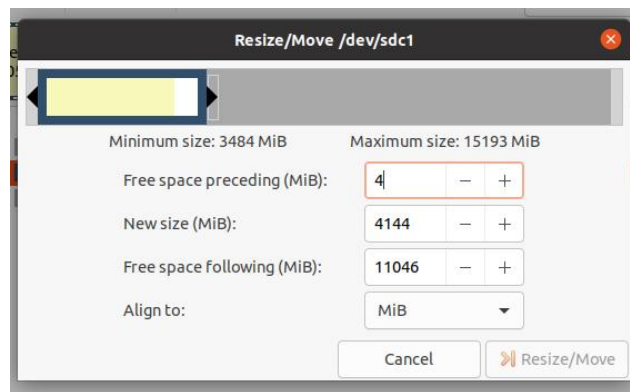 Resize/Move /dev/sdc1
Minimum size: 3484 MiB Maximum size: 15193 MiB
Free space preceding (MiB): 4
New size (MiB): 4144
Free space following (MiB): 11046
Align to: MiB
Cancel Resize/Move